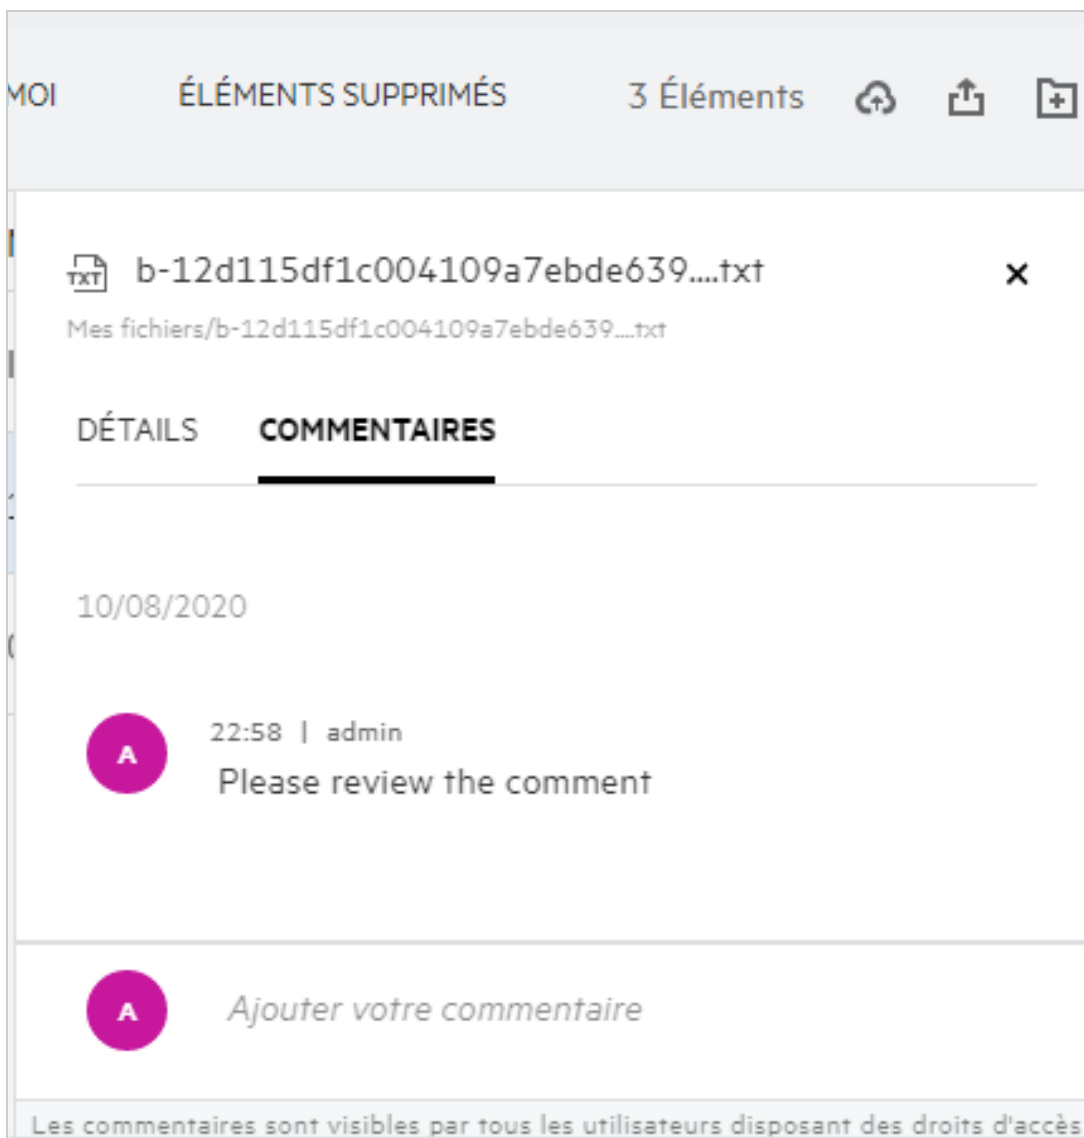 MOI ÉLÉMENTS SUPPRIMÉS 3 Éléments
TXT b-12d115df1c004109a7ebde639....txt
Mes fichiers/b-12d115df1c004109a7ebde639....txt
DÉTAILS COMMENTAIRES
10/08/2020
22:58 | admin
A
Please review the comment
A Ajouter votre commentaire
Les commentaires sont visibles par tous les utilisateurs disposant des droits d'accès